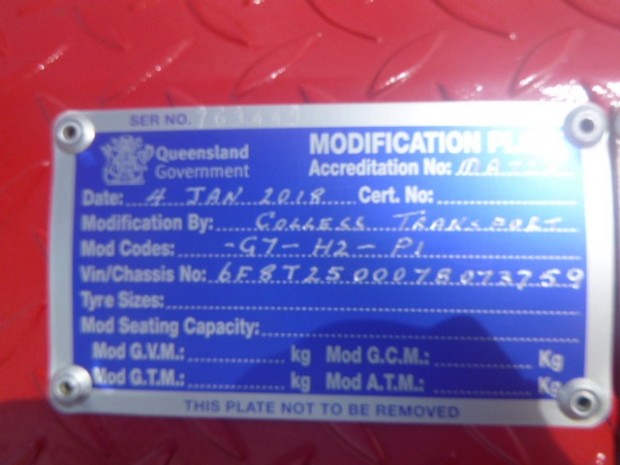 SER NO.
Queensland Government
MODIFICATION
Accreditation No:
Date: 4 JAN 2018 Cert. No:
Modification By: COLLESS TRANSPORT
Mod Codes: -G7-H2-P1
Vin/Chassis No: 6F8T250007B073759
Tyre Sizes:
Mod Seating Capacity:
Mod G.V.M.: kg Mod G.C.M.: Kg
Mod G.T.M.: kg Mod A.T.M.: Kg
THIS PLATE NOT TO BE REMOVED